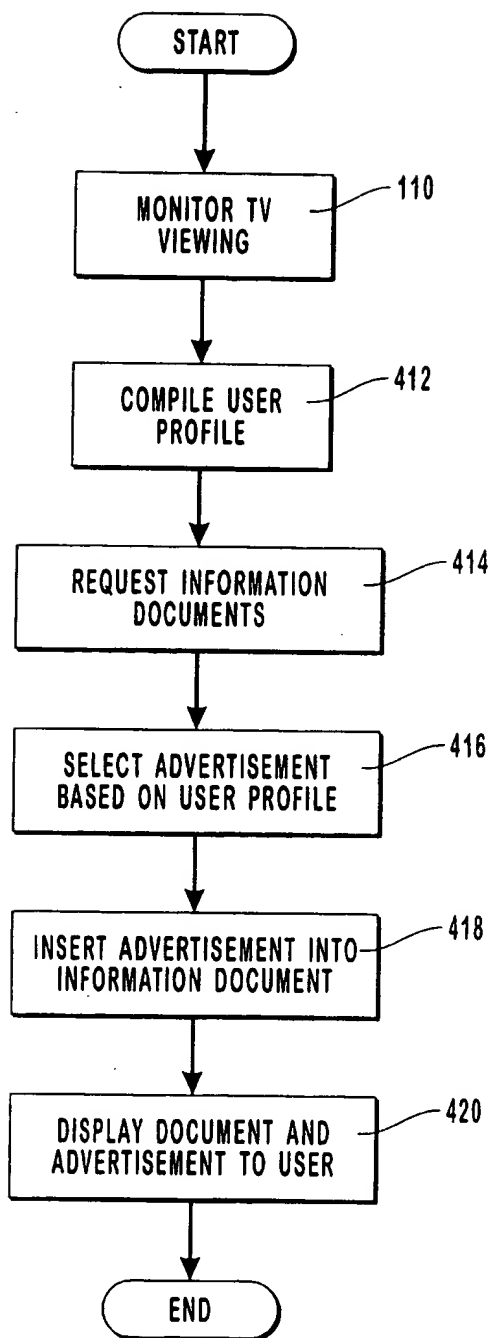 START
MONITOR TV
VIEWING
110
COMPILE USER
PROFILE
412
REQUEST INFORMATION
DOCUMENTS
414
SELECT ADVERTISEMENT
BASED ON USER PROFILE
416
INSERT ADVERTISEMENT INTO
INFORMATION DOCUMENT
418
DISPLAY DOCUMENT AND
ADVERTISEMENT TO USER
420
END